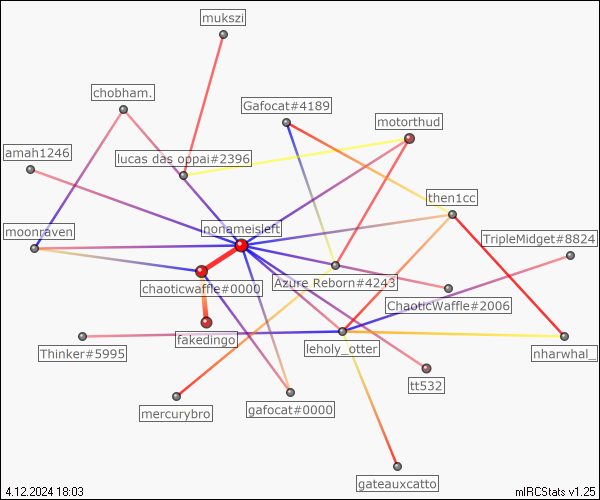 mukszi
chobham.
Gafocat#4189
motorthud
amah1246
lucas das oppai#2396
then1cc
nonameisleft
moonraven
TripleMidget#8824
chaoticwaffle#0000
Azure Reborn#4243
ChaoticWaffle#2006
fakedingo
Thinker#5995
leholy_otter
nharwhal_
tt532
mercurybro
gafocat#0000
gateauxcatto
4.12.2024 18:03
mIRCStats v1.25